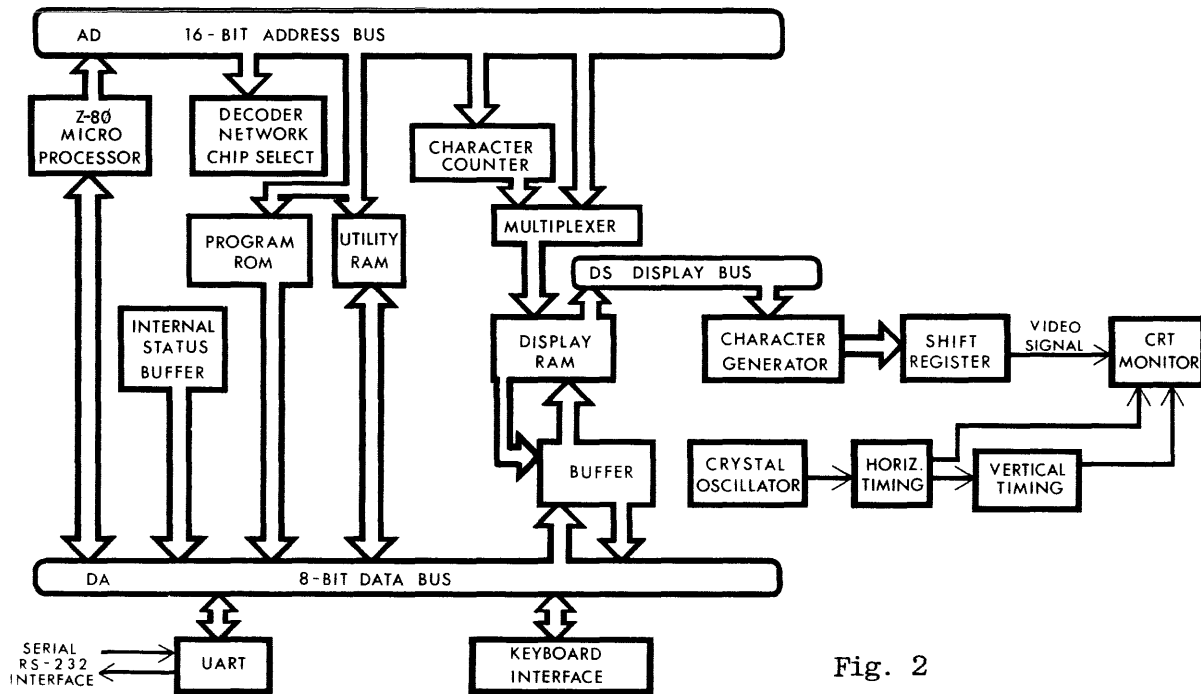 AD 16-BIT ADDRESS BUS
Z-80
MICRO
PROCESSOR
DECODER
NETWORK
CHIP SELECT
CHARACTER
COUNTER
PROGRAM
ROM
UTILITY
RAM
MULTIPLEXER
DS DISPLAY BUS
INTERNAL
STATUS
BUFFER
DISPLAY
RAM
CHARACTER
GENERATOR
SHIFT
REGISTER
VIDEO
SIGNAL
CRT
MONITOR
BUFFER
CRYSTAL
OSCILLATOR
HORIZ.
TIMING
VERTICAL
TIMING
DA 8-BIT DATA BUS
SERIAL
RS-232
INTERFACE
UART
KEYBOARD
INTERFACE
Fig. 2